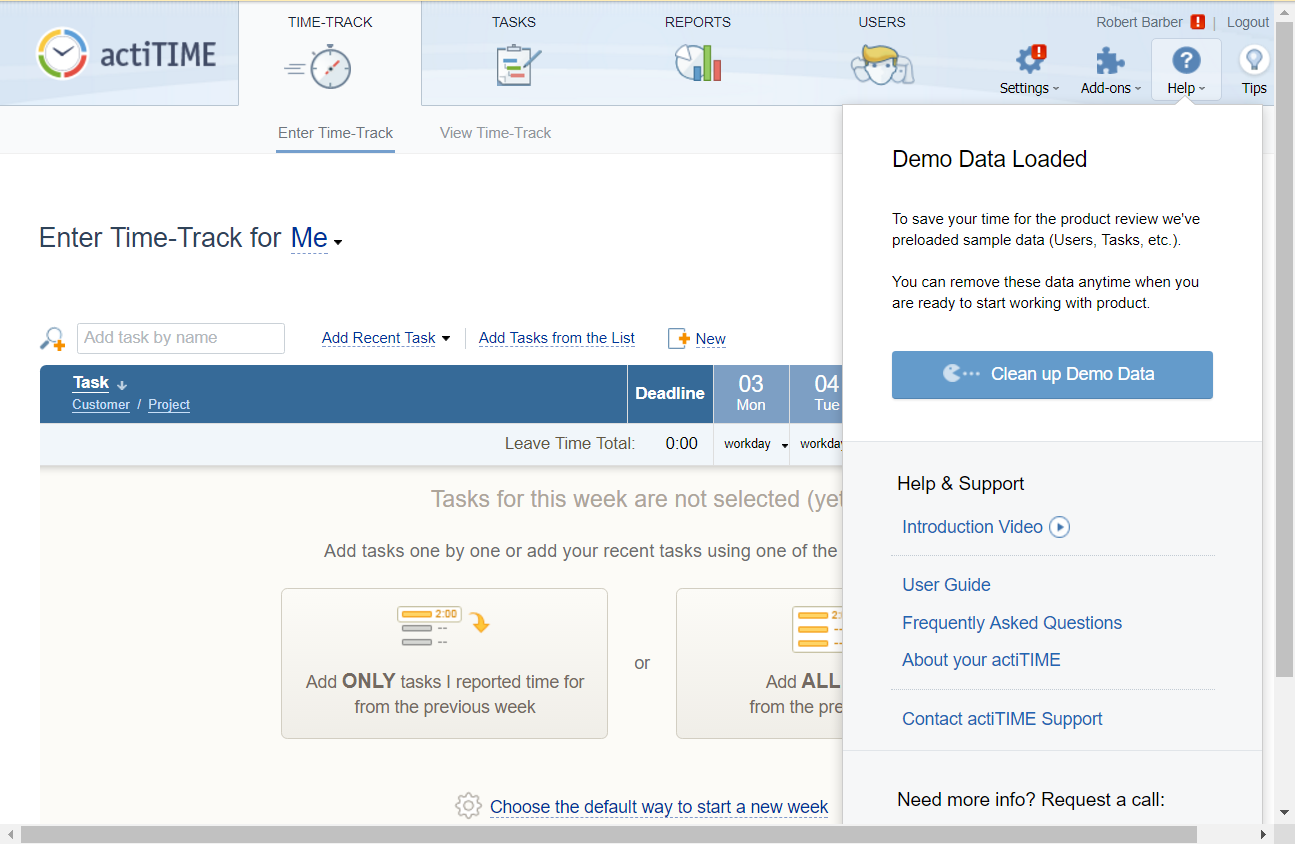 actiTIME
TIME-TRACK
TASKS
REPORTS
USERS
Robert Barber
Logout
Settings
Add-ons
Help
Tips
Enter Time-Track
View Time-Track
Enter Time-Track for Me
Add task by name
Add Recent Task
Add Tasks from the List
New
Task
Customer / Project
Deadline
03
Mon
04
Tue
Leave Time Total: 0:00
workday
workday
Tasks for this week are not selected (yet
Add tasks one by one or add your recent tasks using one of the
2:00
Add ONLY tasks I reported time for
from the previous week
or
2:
Add ALL
from the pre
Choose the default way to start a new week
Demo Data Loaded
To save your time for the product review we've
preloaded sample data (Users, Tasks, etc.).
You can remove these data anytime when you
are ready to start working with product.
Clean up Demo Data
Help & Support
Introduction Video
User Guide
Frequently Asked Questions
About your actiTIME
Contact actiTIME Support
Need more info? Request a call: